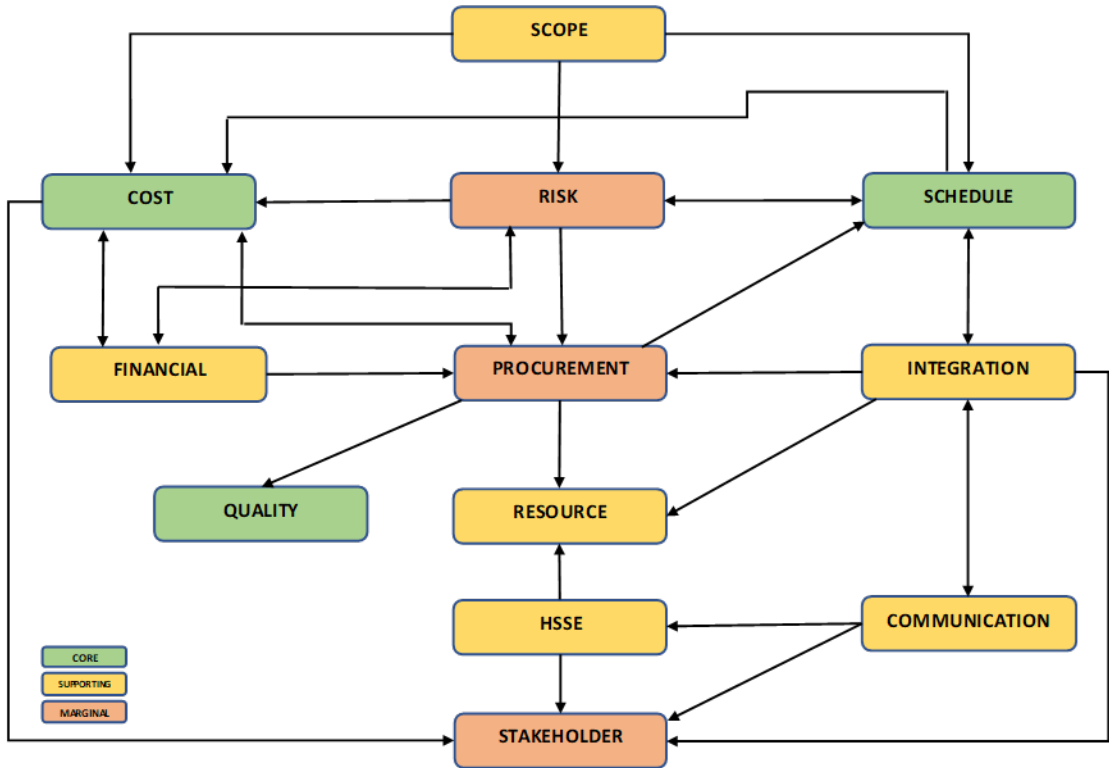 SCOPE
COST
RISK
SCHEDULE
FINANCIAL
PROCUREMENT
INTEGRATION
QUALITY
RESOURCE
HSSE
COMMUNICATION
CORE
SUPPORTING
MARGINAL
STAKEHOLDER